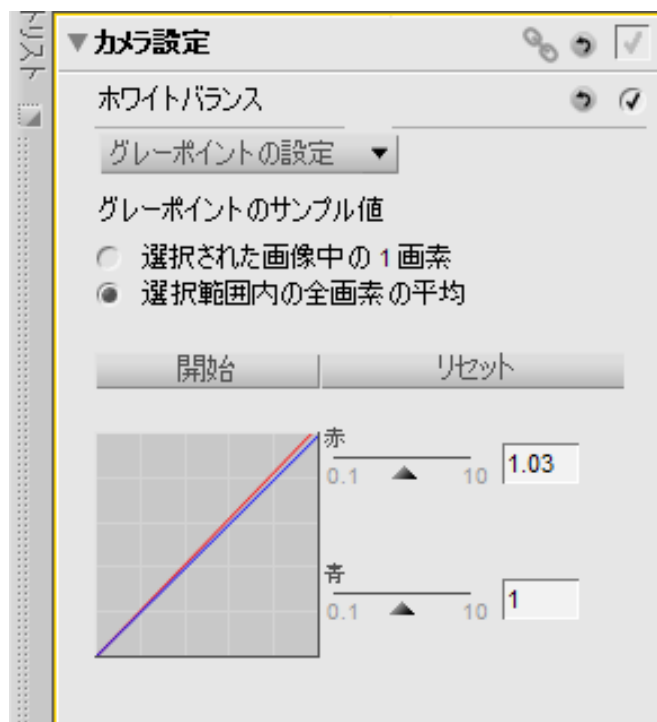 トリスト
カメラ設定
ホワイトバランス
グレーポイントの設定
グレーポイントのサンプル値
選択された画像中の 1 画素
選択範囲内の全画素の平均
開始 リセット
赤
0.1 10 1.03
青
0.1 10 1